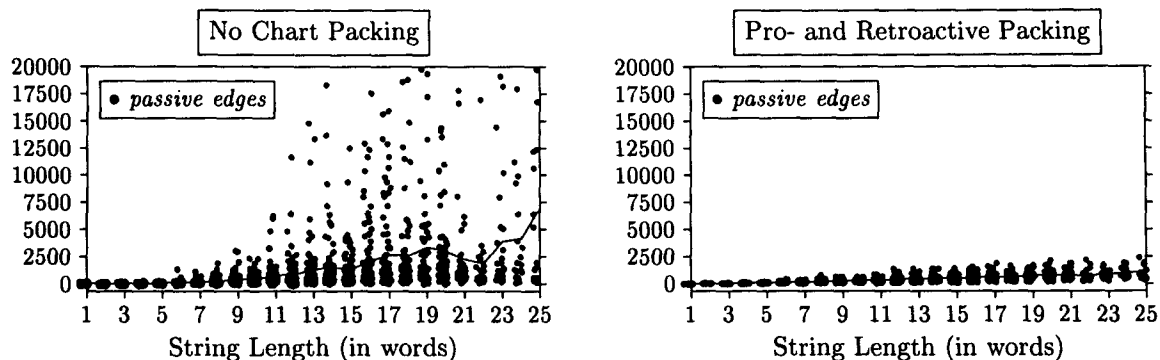 No Chart Packing
20000
17500
15000
12500
10000
7500
5000
2500
0
passive edges
1 3 5 7 9 11 13 15 17 19 21 23 25
String Length (in words)
Pro- and Retroactive Packing
20000
17500
15000
12500
10000
7500
5000
2500
0
passive edges
1 3 5 7 9 11 13 15 17 19 21 23 25
String Length (in words)